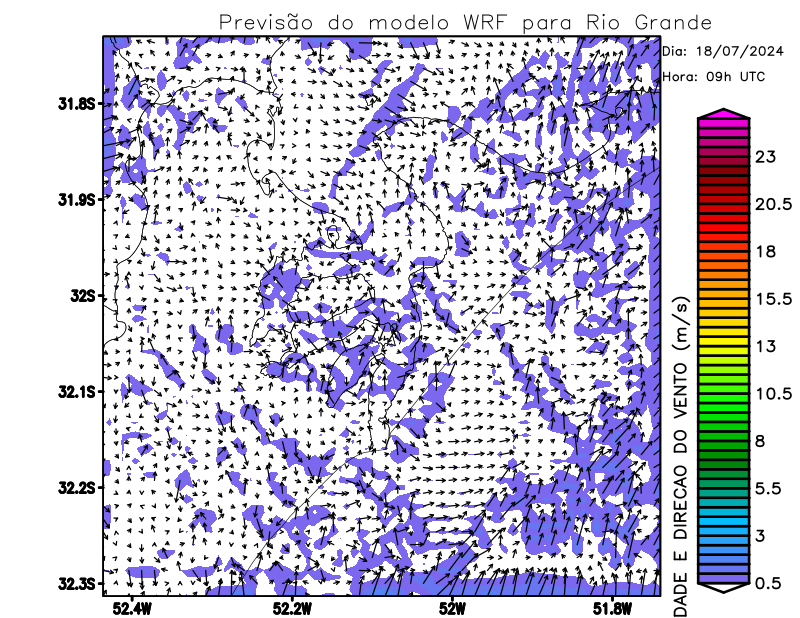 Previsão do modelo WRF para Rio Grande
Dia: 18/07/2024
Hora: 09h UTC
31.8S
31.9S
32S
32.1S
32.2S
32.3S
52.4W
52.2W
52W
51.8W
23
20.5
18
15.5
13
10.5
8
5.5
3
0.5
DADE E DIRECAO DO VENTO (m/s)